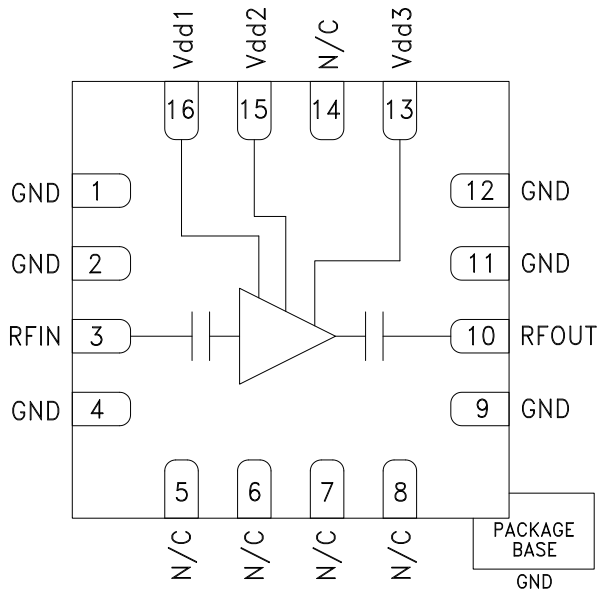 Vdd1
Vdd2
N/C
Vdd3
16
15
14
13
GND 1
12 GND
GND 2
11 GND
RFIN 3
10 RFOUT
GND 4
9 GND
5
6
7
8
N/C
N/C
N/C
N/C
PACKAGE
BASE
GND